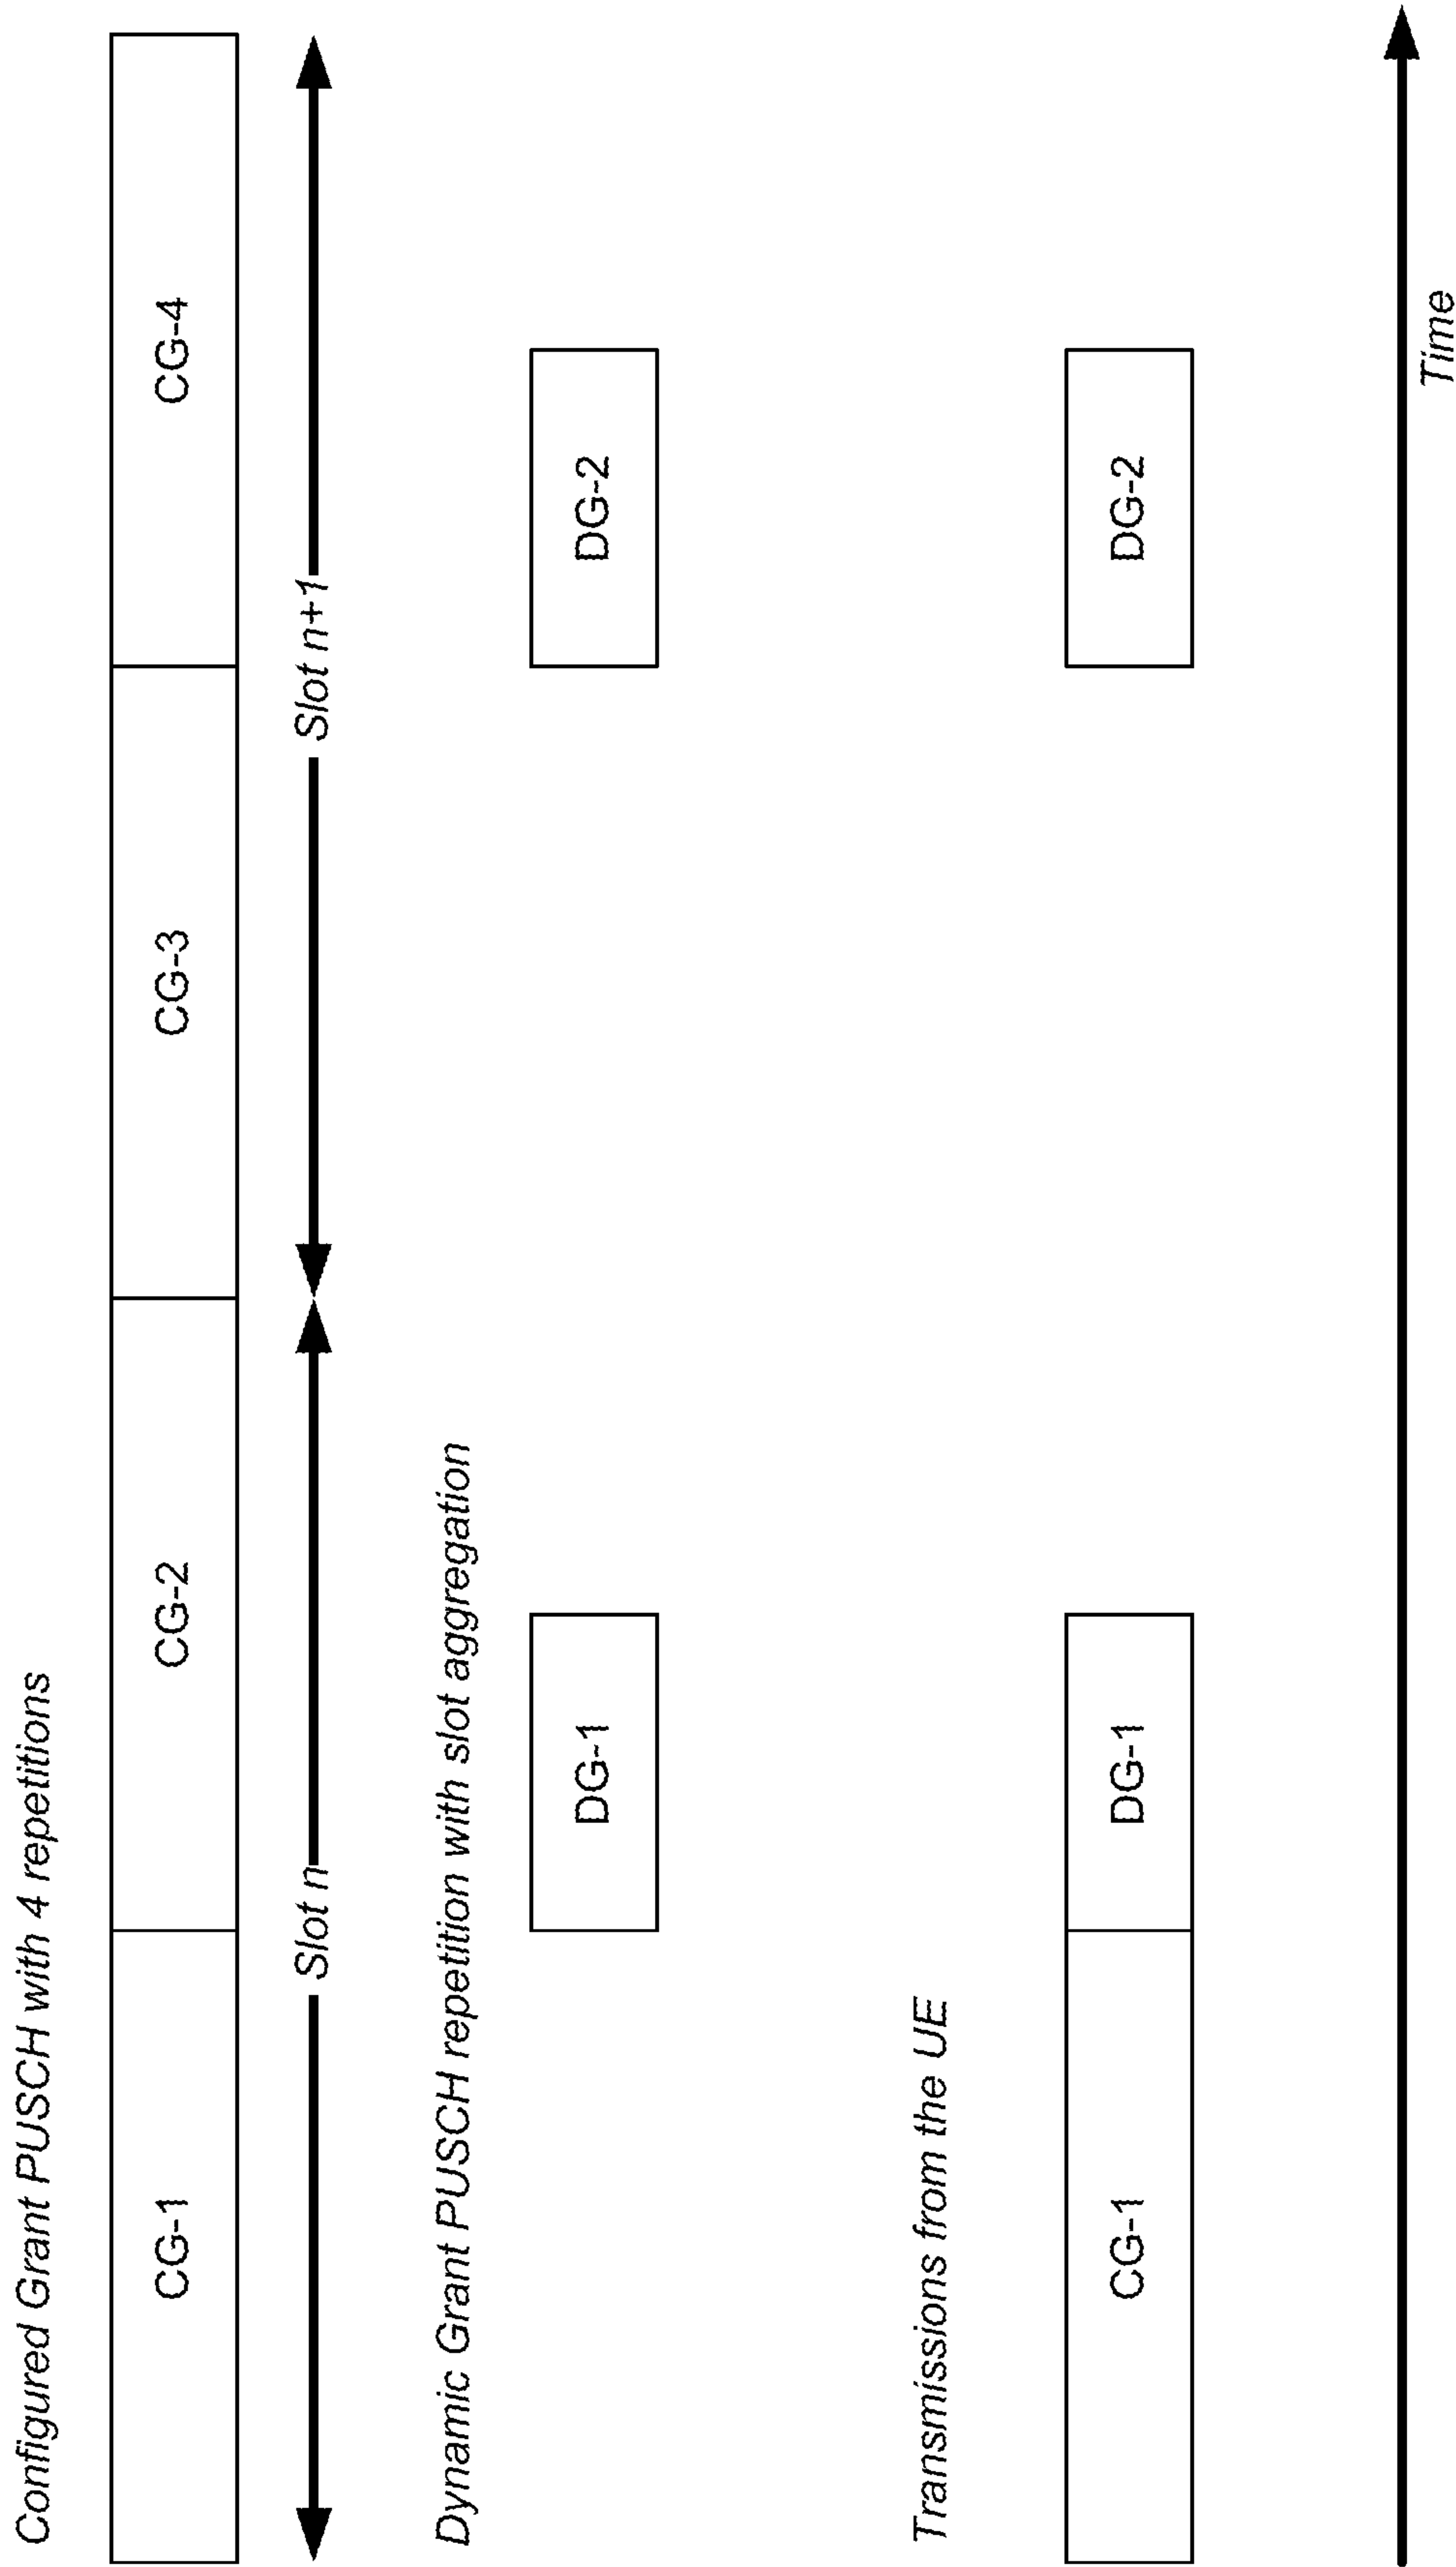 Configured Grant PUSCH with 4 repetitions
CG-1 CG-2 CG-3 CG-4
Slot n Slot n+1
Dynamic Grant PUSCH repetition with slot aggregation
DG-1 DG-2
Transmissions from the UE
CG-1 DG-1 DG-2
Time